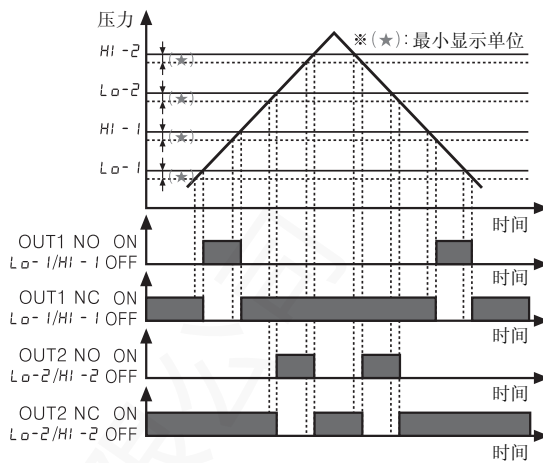 压力
※(★):最小显示单位
HI-2
(★)
Lo-2
(★)
HI-1
(★)
Lo-1
(★)
时间
OUT1 NO ON
Lo-1/HI-1 OFF
时间
OUT1 NC ON
Lo-1/HI-1 OFF
时间
OUT2 NO ON
Lo-2/HI-2 OFF
时间
OUT2 NC ON
Lo-2/HI-2 OFF
时间